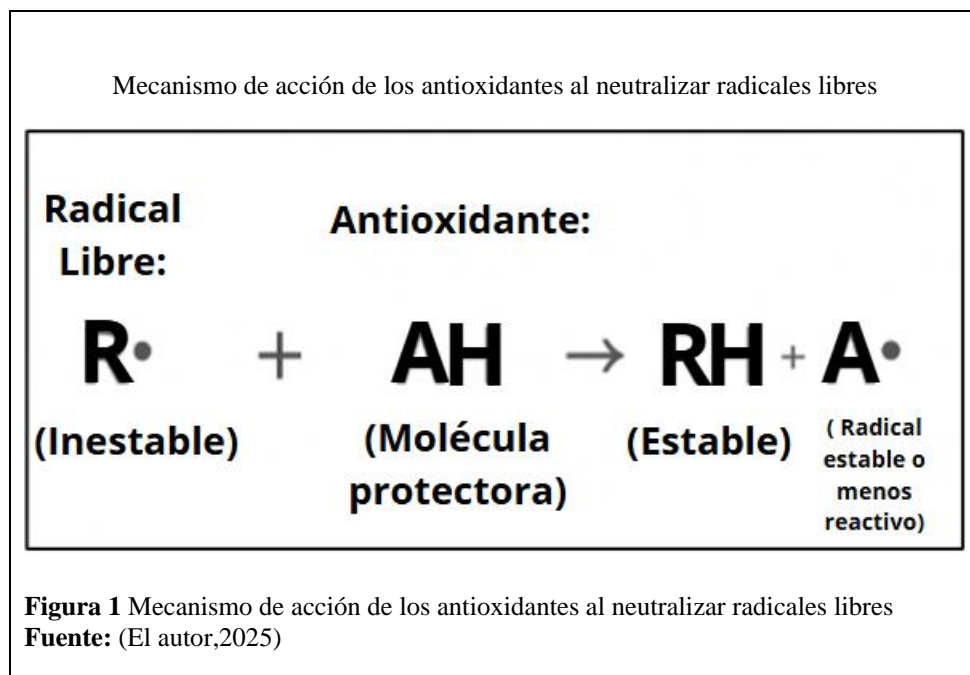 Mecanismo de acción de los antioxidantes al neutralizar radicales libres
Radical
Libre:
Antioxidante:
R• + AH → RH + A•
(Inestable)
(Molécula
protectora)
(Estable)
( Radical
estable o
menos
reactivo)
Figura 1 Mecanismo de acción de los antioxidantes al neutralizar radicales libres
Fuente: (El autor,2025)